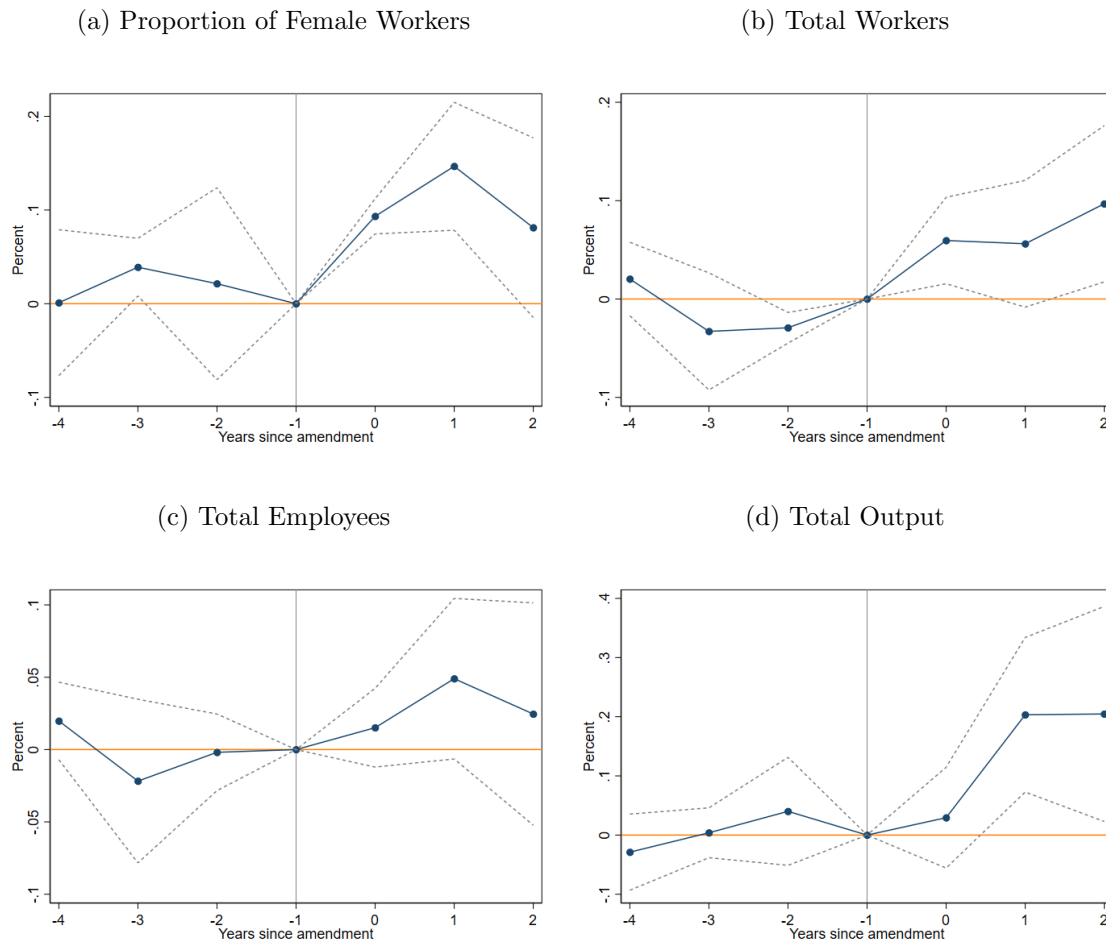 (a) Proportion of Female Workers
Percent
.2
.1
0
-.1
-4 -3 -2 -1 0 1 2
Years since amendment
(b) Total Workers
Percent
.2
.1
0
-.1
-4 -3 -2 -1 0 1 2
Years since amendment
(c) Total Employees
Percent
.1
.05
0
-.05
-.1
-4 -3 -2 -1 0 1 2
Years since amendment
(d) Total Output
Percent
.4
.3
.2
.1
0
-.1
-4 -3 -2 -1 0 1 2
Years since amendment